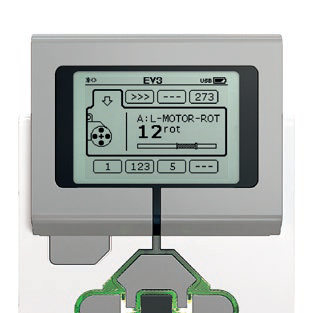 EV3 USB
>>> --- 273
A:L-MOTOR-ROT
12rot
1 123 5 ---